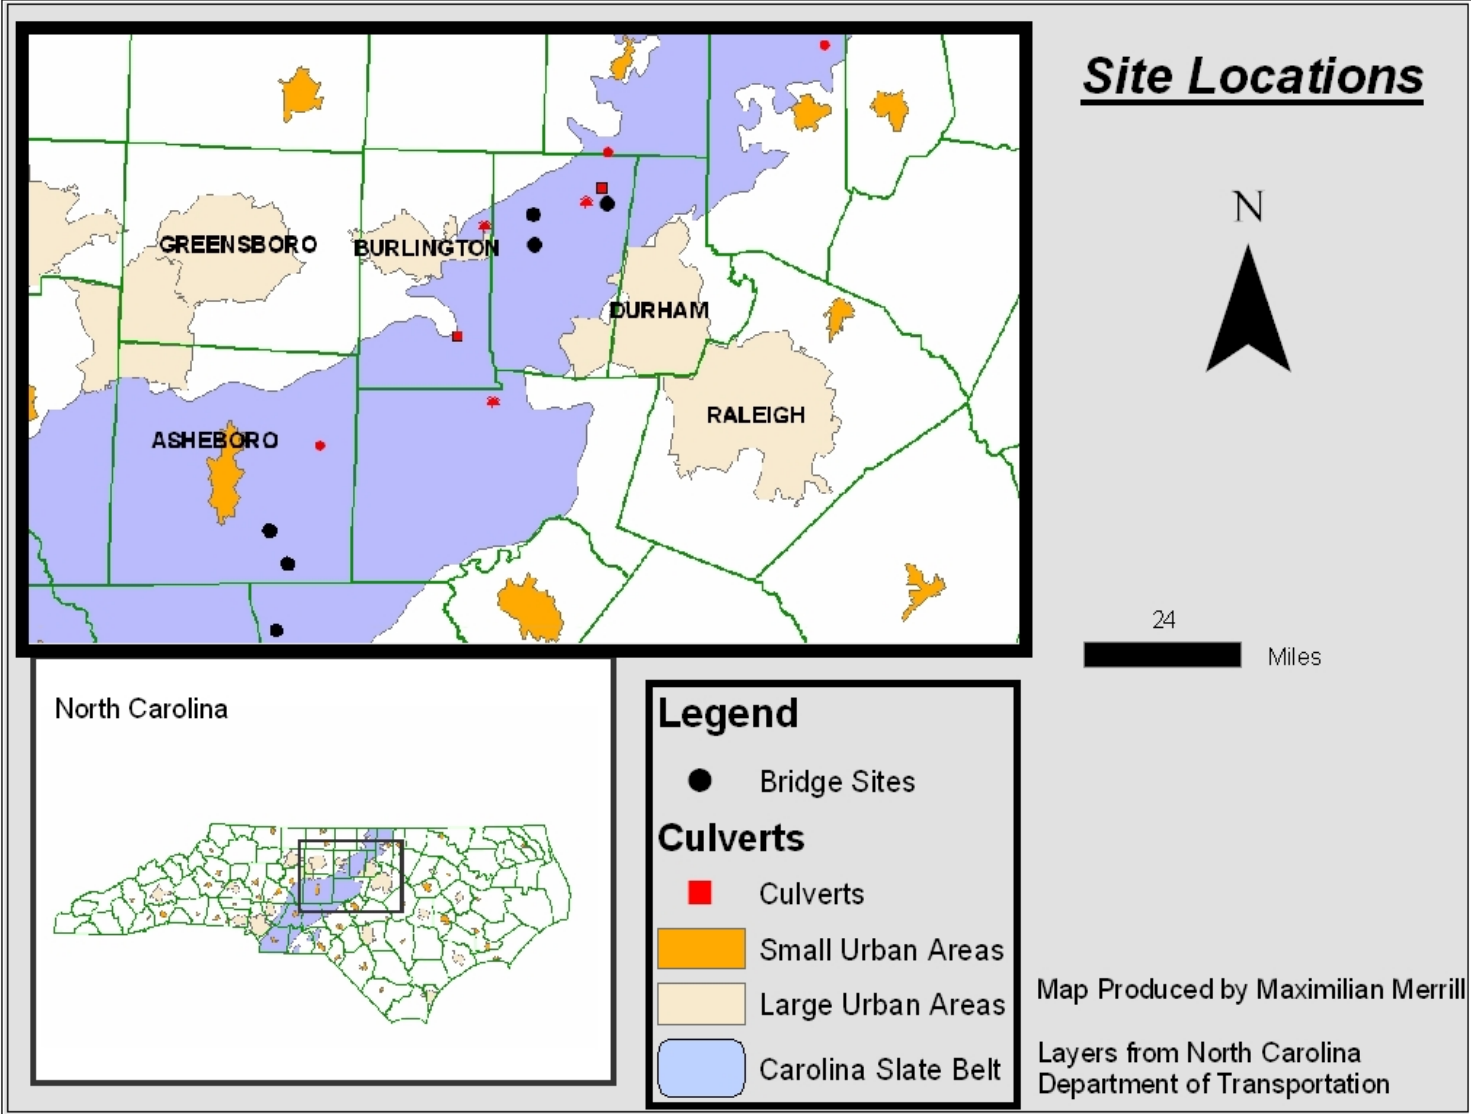 Site Locations
N
GREENSBORO
BURLINGTON
DURHAM
RALEIGH
ASHEBORO
24
Miles
North Carolina
Legend
Bridge Sites
Culverts
Culverts
Small Urban Areas
Large Urban Areas
Carolina Slate Belt
Map Produced by Maximilian Merrill
Layers from North Carolina
Department of Transportation